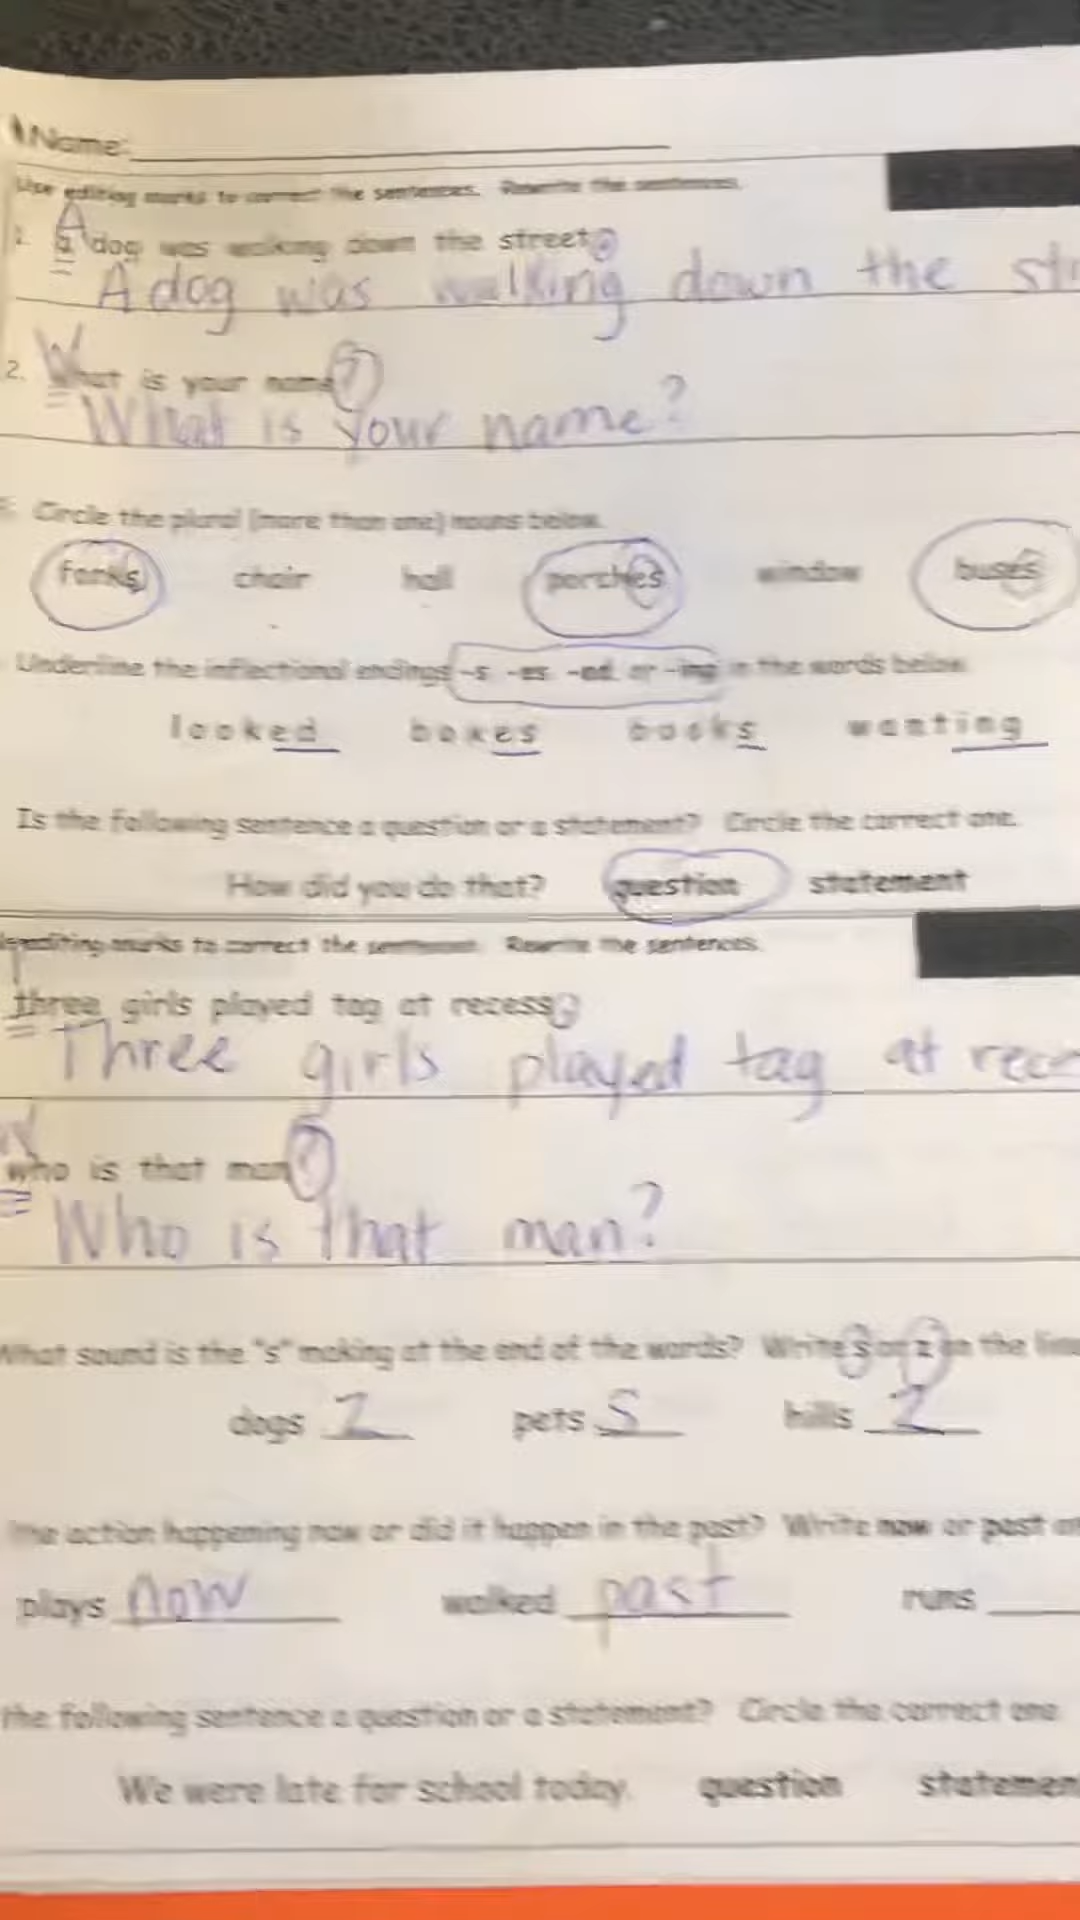 Name:
Use editing marks to correct the sentences. Rewrite the sentences.
A
1. a dog was walking down the street.
A dog was walking down the
W
2. what is your name?
What is your name?
Circle the plural (more than one) nouns below.
forks chair hall porches window buses
Underline the inflectional endings -s, -es, -ed, or -ing in the words below.
looked boxes books wanting
Is the following sentence a question or a statement? Circle the correct one.
How did you do that? question statement
editing marks to correct the sentences. Rewrite the sentences.
three girls played tag at recess.
Three girls played tag at
W
who is that man?
Who is that man?
What sound is the "s" making at the end of the words? Write s or z on the
dogs Z pets S hills Z
the action happening now or did it happen in the past? Write now or past
plays now walked past runs
the following sentence a question or a statement? Circle the correct one
We were late for school today. question statemen